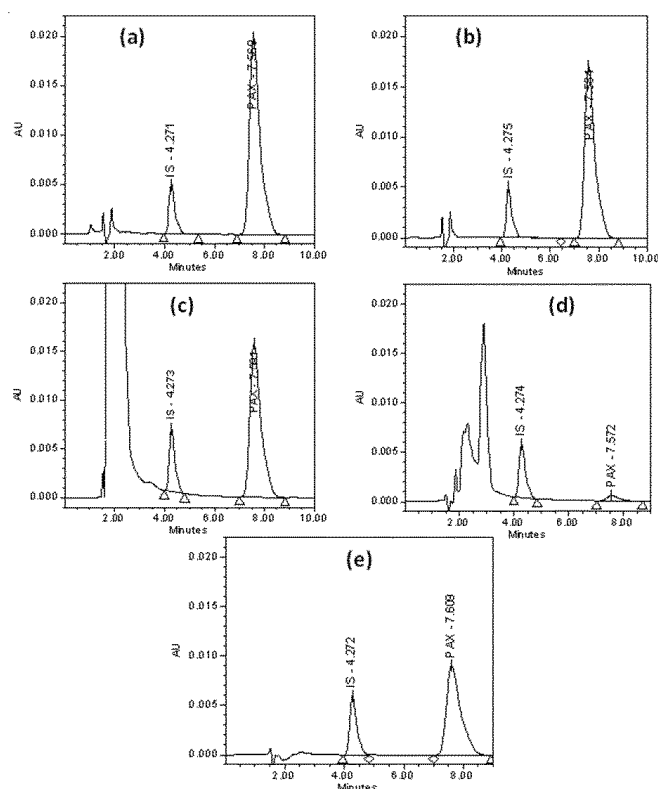 (a)
0.020
0.015
0.010
0.005
0.000
AU
IS - 4.271
PAX -
2.00 4.00 6.00 8.00 10.00
Minutes
(b)
0.020
0.015
0.010
0.005
0.000
AU
IS - 4.275
PAX -
2.00 4.00 6.00 8.00 10.00
Minutes
(c)
0.020
0.015
0.010
0.005
0.000
AU
IS - 4.273
PAX -
2.00 4.00 6.00 8.00 10.00
Minutes
(d)
0.020
0.015
0.010
0.005
0.000
AU
IS - 4.274
PAX - 7.572
2.00 4.00 6.00 8.00
Minutes
(e)
0.020
0.015
0.010
0.005
0.000
AU
IS - 4.272
PAX - 7.609
2.00 4.00 6.00 8.00
Minutes